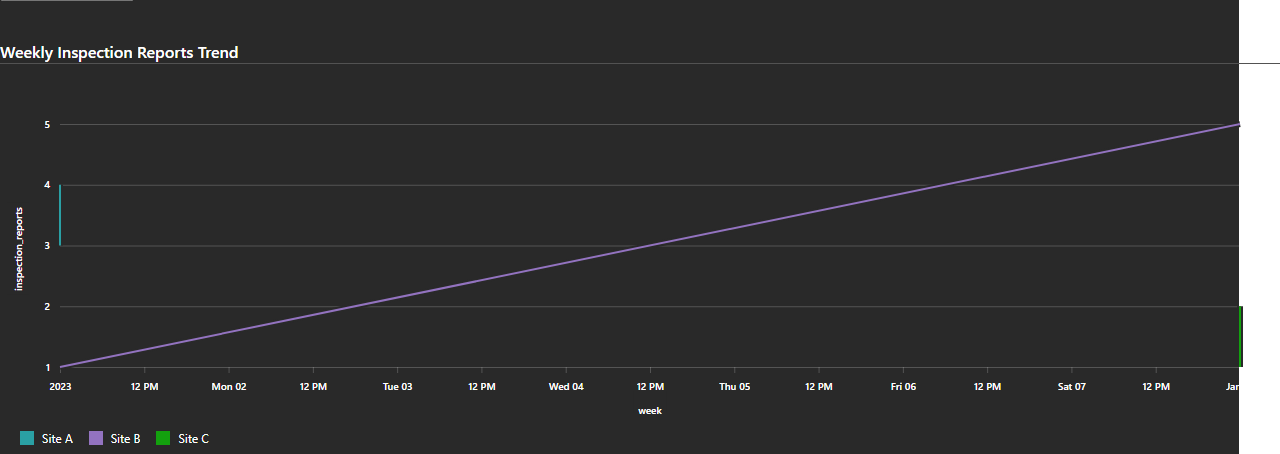 Weekly Inspection Reports Trend
5
4
3
2
1
inspection_reports
2023 12 PM Mon 02 12 PM Tue 03 12 PM Wed 04 12 PM Thu 05 12 PM Fri 06 12 PM Sat 07 12 PM Jan
week
Site A Site B Site C